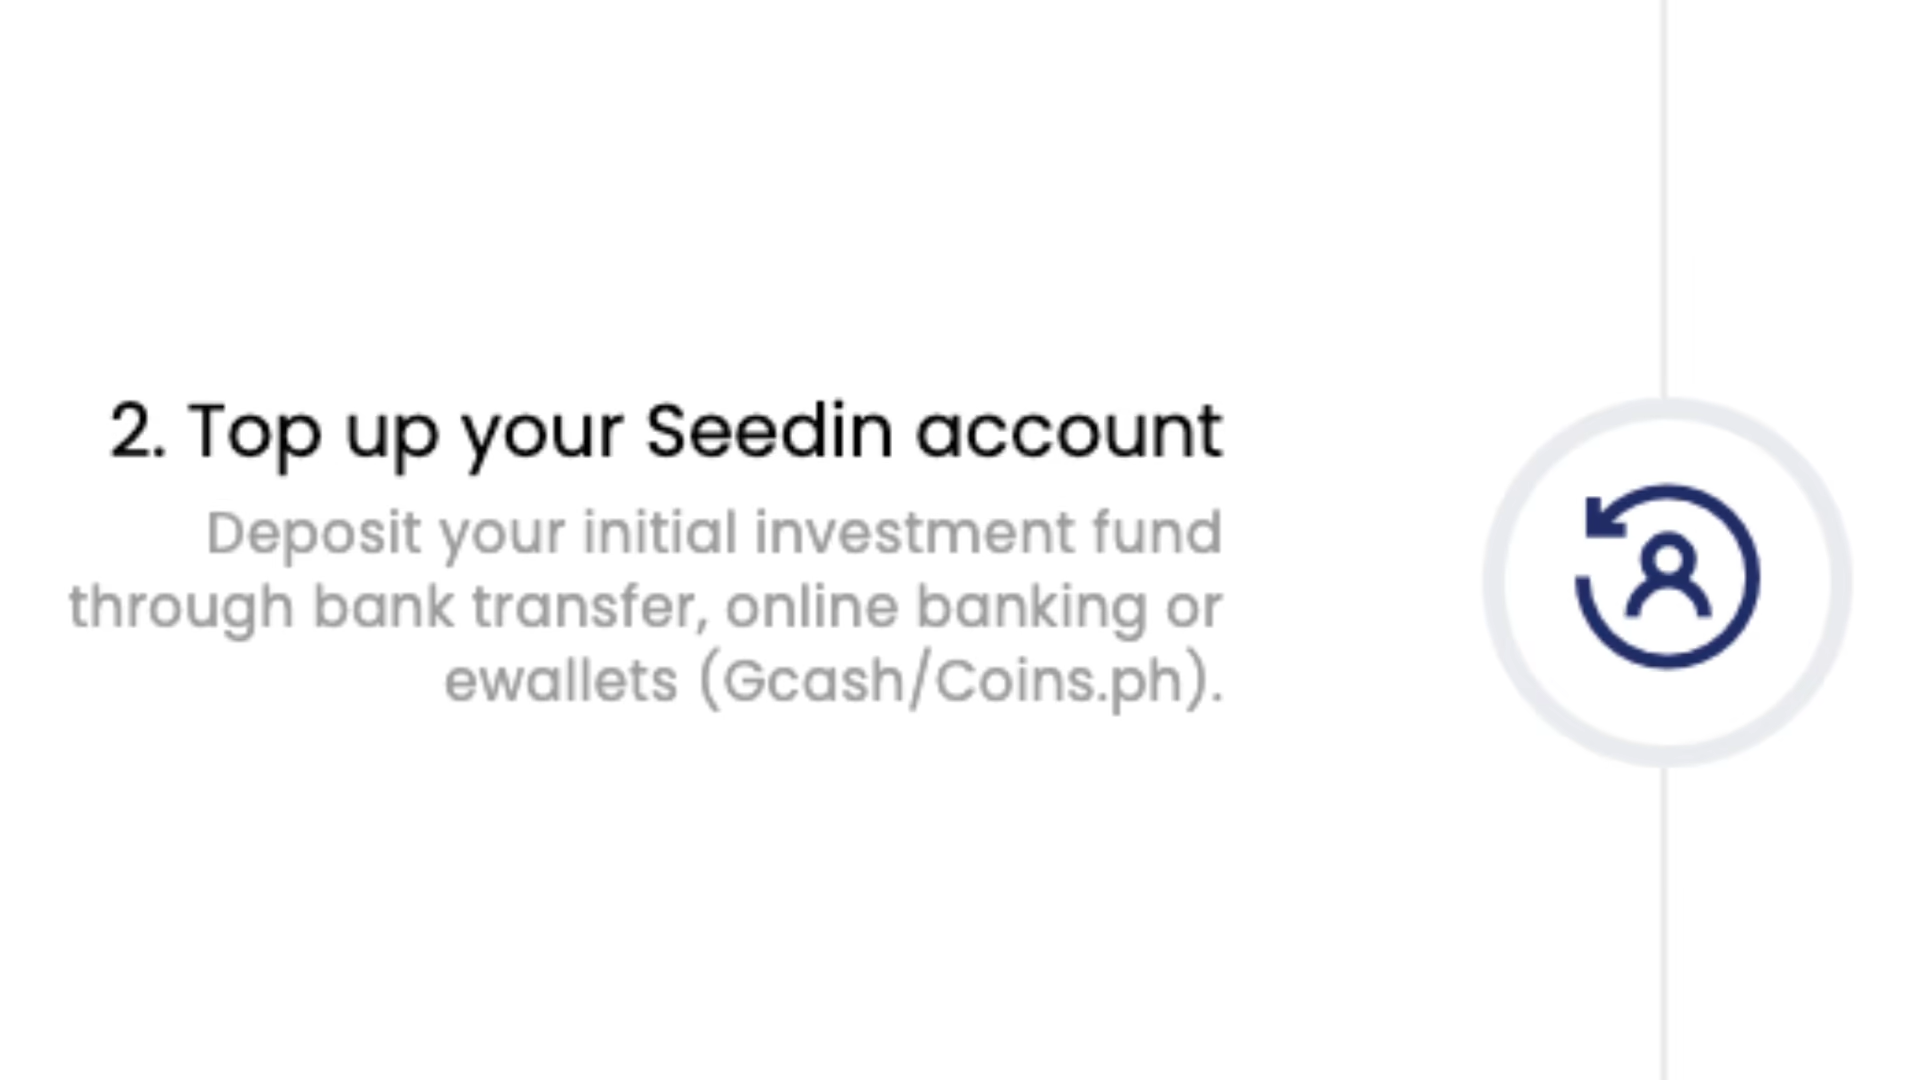 2. Top up your Seedin account
Deposit your initial investment fund
through bank transfer, online banking or
ewallets (Gcash/Coins.ph).